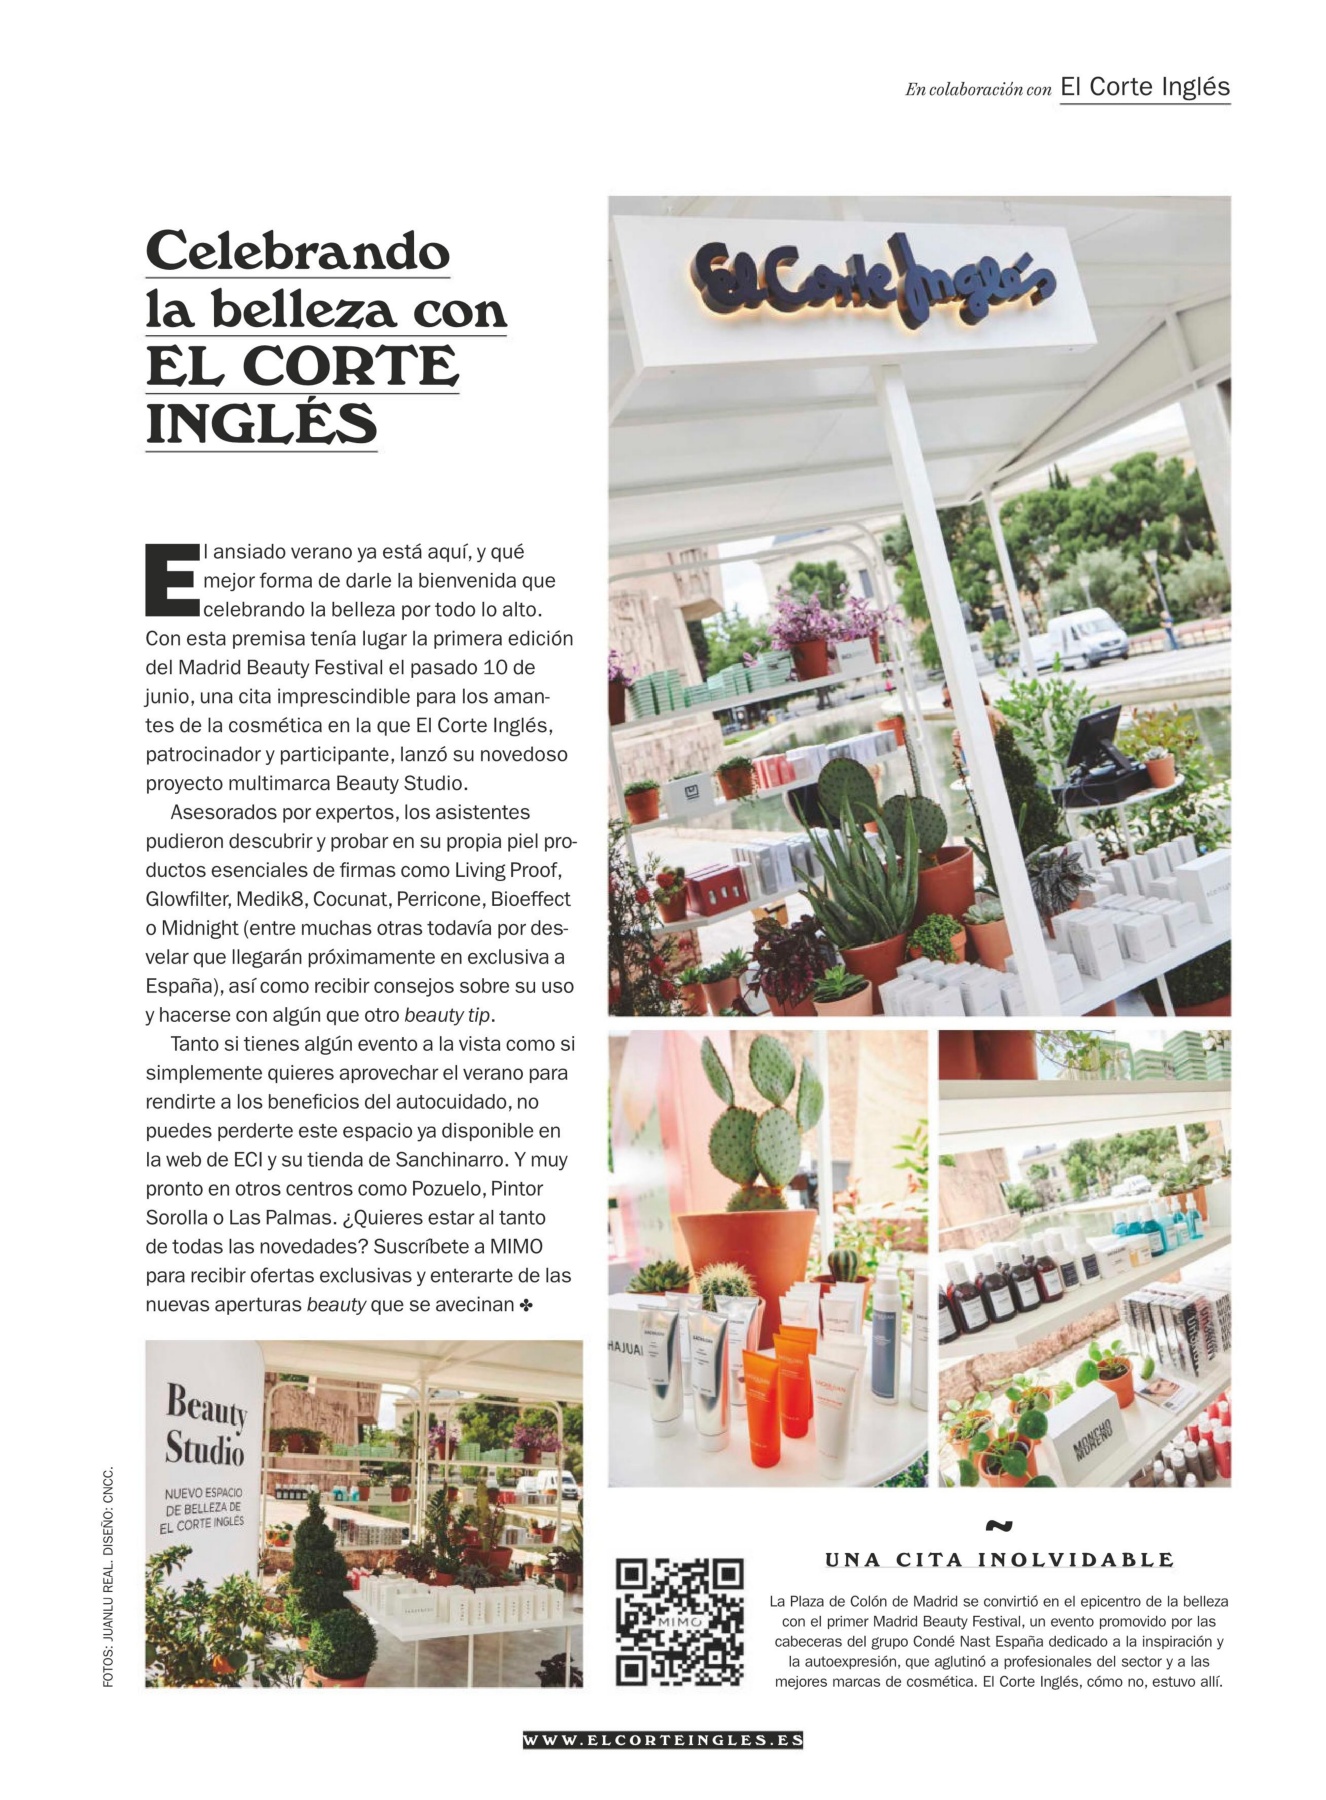 En colaboración con El Corte Inglés
Celebrando
la belleza con
EL CORTE
INGLÉS
El ansiado verano ya está aquí, y qué
mejor forma de darle la bienvenida que
celebrando la belleza por todo lo alto.
Con esta premisa tenía lugar la primera edición
del Madrid Beauty Festival el pasado 10 de
junio, una cita imprescindible para los aman-
tes de la cosmética en la que El Corte Inglés,
patrocinador y participante, lanzó su novedoso
proyecto multimarca Beauty Studio.
Asesorados por expertos, los asistentes
pudieron descubrir y probar en su propia piel pro-
ductos esenciales de firmas como Living Proof,
Glowfilter, Medik8, Cocunat, Perricone, Bioeffect
o Midnight (entre muchas otras todavía por des-
velar que llegarán próximamente en exclusiva a
España), así como recibir consejos sobre su uso
y hacerse con algún que otro beauty tip.
Tanto si tienes algún evento a la vista como si
simplemente quieres aprovechar el verano para
rendirte a los beneficios del autocuidado, no
puedes perderte este espacio ya disponible en
la web de ECI y su tienda de Sanchinarro. Y muy
pronto en otros centros como Pozuelo, Pintor
Sorolla o Las Palmas. ¿Quieres estar al tanto
de todas las novedades? Suscríbete a MIMO
para recibir ofertas exclusivas y enterarte de las
nuevas aperturas beauty que se avecinan ✤
El Corte Inglés
HAJUAN
MONCHO
MORENO
Beauty
Studio
NUEVO ESPACIO
DE BELLEZA DE
EL CORTE INGLÉS
FOTOS: JUANLU REAL. DISEÑO: CNCC.
MIMO
~
UNA CITA INOLVIDABLE
La Plaza de Colón de Madrid se convirtió en el epicentro de la belleza
con el primer Madrid Beauty Festival, un evento promovido por las
cabeceras del grupo Condé Nast España dedicado a la inspiración y
la autoexpresión, que aglutinó a profesionales del sector y a las
mejores marcas de cosmética. El Corte Inglés, cómo no, estuvo allí.
WWW.ELCORTEINGLES.ES